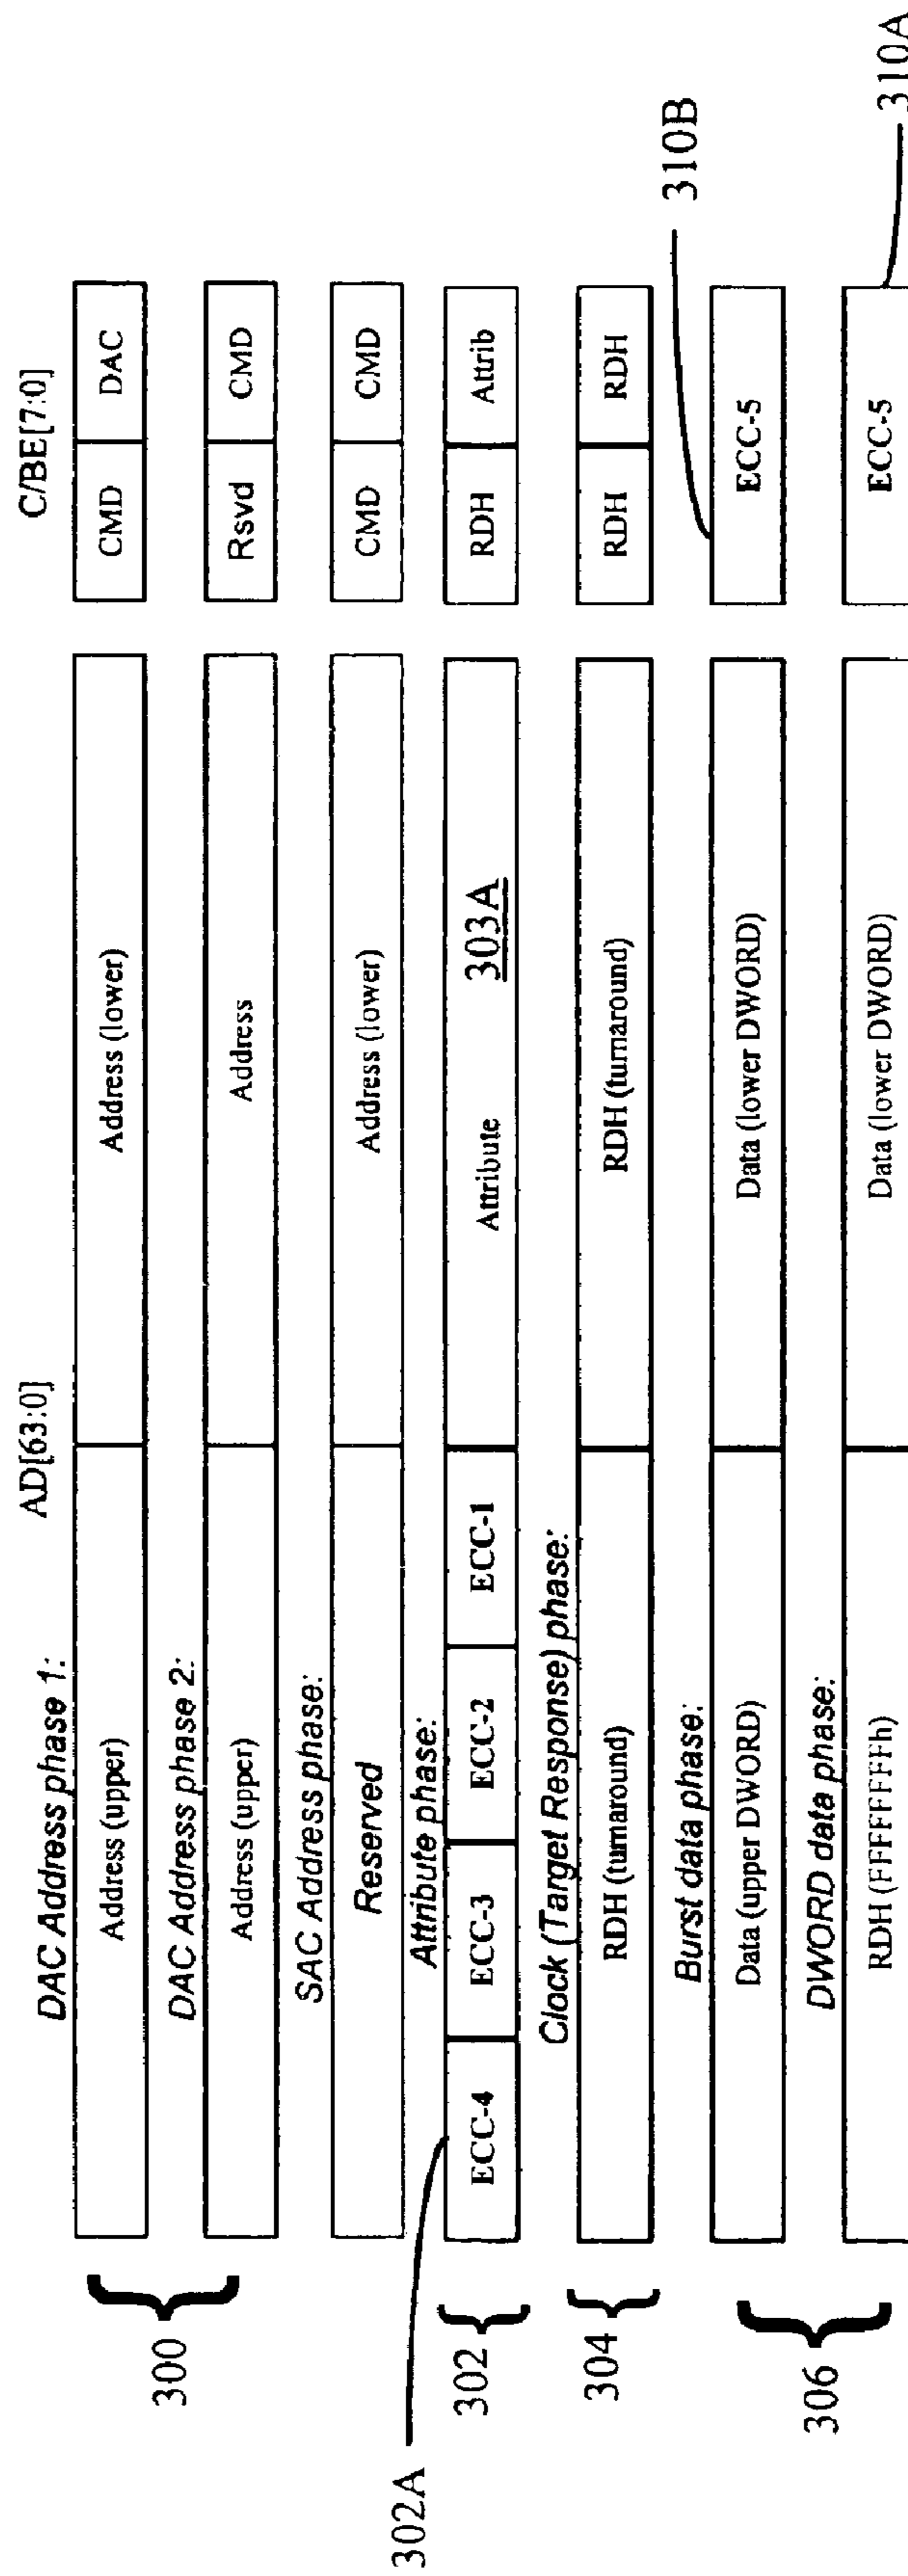 AD[63:0] C/BE[7:0]
DAC Address phase 1:
Address (upper) Address (lower) CMD DAC
DAC Address phase 2:
300
Address (upper) Address Rsvd CMD
SAC Address phase:
Reserved Address (lower) CMD CMD
302A
Attribute phase:
302 ECC-4 ECC-3 ECC-2 ECC-1 Attribute 303A RDH Attrib
Clock (Target Response) phase:
304 RDH (turnaround) RDH (turnaround) RDH RDH
310B
Burst data phase:
Data (upper DWORD) Data (lower DWORD) ECC-5
306
DWORD data phase:
RDH (FFFFFFFFh) Data (lower DWORD) ECC-5
310A